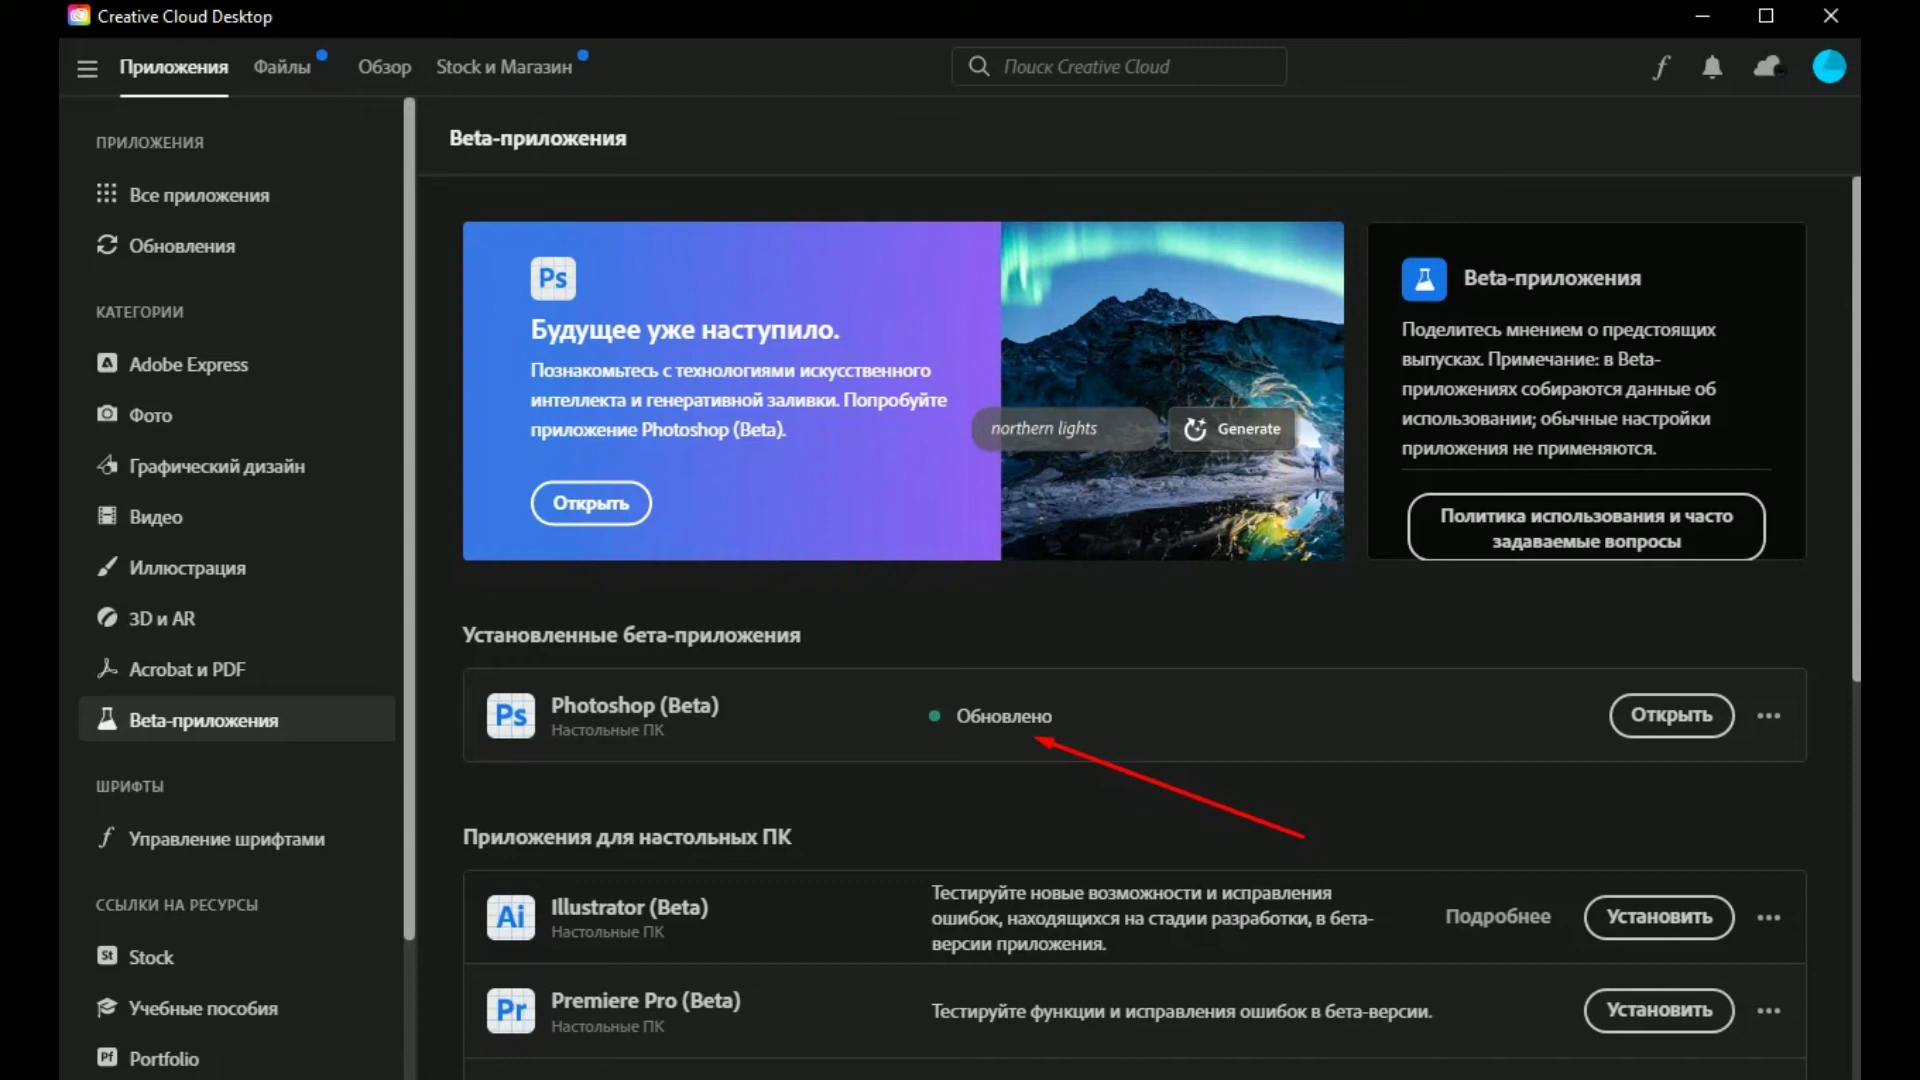 Creative Cloud Desktop
Приложения
Файлы
Обзор
Stock и Магазин
Поиск Creative Cloud
ПРИЛОЖЕНИЯ
Все приложения
Обновления
КАТЕГОРИИ
Adobe Express
Фото
Графический дизайн
Видео
Иллюстрация
3D и AR
Acrobat и PDF
Beta-приложения
ШРИФТЫ
Управление шрифтами
ССЫЛКИ НА РЕСУРСЫ
St Stock
Учебные пособия
Pf Portfolio
Beta-приложения
Ps
Будущее уже наступило.
Познакомьтесь с технологиями искусственного
интеллекта и генеративной заливки. Попробуйте
приложение Photoshop (Beta).
Открыть
northern lights
Generate
Beta-приложения
Поделитесь мнением о предстоящих
выпусках. Примечание: в Beta-
приложениях собираются данные об
использовании; обычные настройки
приложения не применяются.
Политика использования и часто
задаваемые вопросы
Установленные бета-приложения
Ps
Photoshop (Beta)
Настольные ПК
Обновлено
Открыть
Приложения для настольных ПК
Ai
Illustrator (Beta)
Настольные ПК
Тестируйте новые возможности и исправления
ошибок, находящихся на стадии разработки, в бета-
версии приложения.
Подробнее
Установить
Pr
Premiere Pro (Beta)
Настольные ПК
Тестируйте функции и исправления ошибок в бета-версии.
Установить